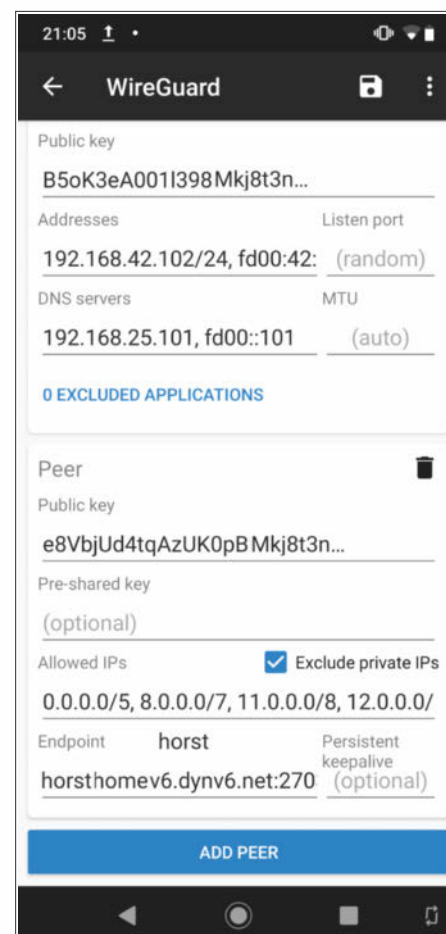 21:05
WireGuard
Public key
B5oK3eA001l398Mkj8t3n...
Addresses Listen port
192.168.42.102/24, fd00:42: (random)
DNS servers MTU
192.168.25.101, fd00::101 (auto)
0 EXCLUDED APPLICATIONS
Peer
Public key
e8VbjUd4tqAzUK0pBMkj8t3n...
Pre-shared key
(optional)
Allowed IPs Exclude private IPs
0.0.0.0/5, 8.0.0.0/7, 11.0.0.0/8, 12.0.0.0/
Endpoint horst Persistent
keepalive
horsthomev6.dynv6.net:270 (optional)
ADD PEER